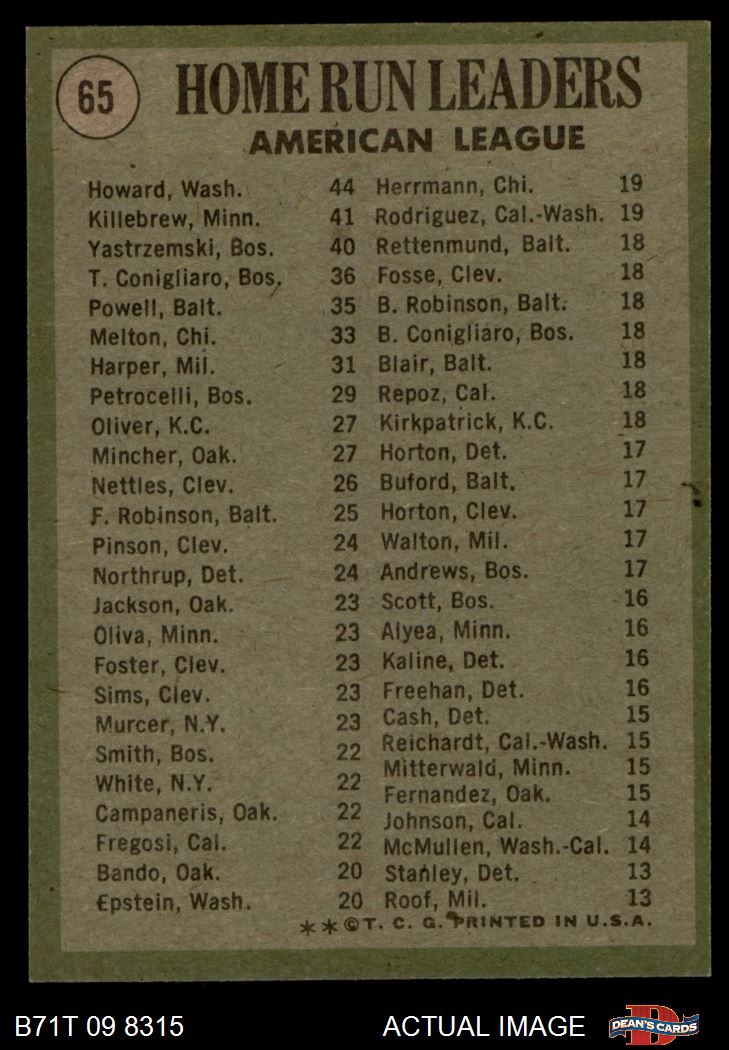 65
HOME RUN LEADERS
AMERICAN LEAGUE
Howard, Wash. 44
Killebrew, Minn. 41
Yastrzemski, Bos. 40
T. Conigliaro, Bos. 36
Powell, Balt. 35
Melton, Chi. 33
Harper, Mil. 31
Petrocelli, Bos. 29
Oliver, K.C. 27
Mincher, Oak. 27
Nettles, Clev. 26
F. Robinson, Balt. 25
Pinson, Clev. 24
Northrup, Det. 24
Jackson, Oak. 23
Oliva, Minn. 23
Foster, Clev. 23
Sims, Clev. 23
Murcer, N.Y. 23
Smith, Bos. 22
White, N.Y. 22
Campaneris, Oak. 22
Fregosi, Cal. 22
Bando, Oak. 20
Epstein, Wash. 20
Herrmann, Chi. 19
Rodriguez, Cal.-Wash. 19
Rettenmund, Balt. 18
Fosse, Clev. 18
B. Robinson, Balt. 18
B. Conigliaro, Bos. 18
Blair, Balt. 18
Repoz, Cal. 18
Kirkpatrick, K.C. 18
Horton, Det. 17
Buford, Balt. 17
Horton, Clev. 17
Walton, Mil. 17
Andrews, Bos. 17
Scott, Bos. 16
Alyea, Minn. 16
Kaline, Det. 16
Freehan, Det. 16
Cash, Det. 15
Reichardt, Cal.-Wash. 15
Mitterwald, Minn. 15
Fernandez, Oak. 15
Johnson, Cal. 14
McMullen, Wash.-Cal. 14
Stanley, Det. 13
Roof, Mil. 13
**©T. C. G. PRINTED IN U.S.A.
B71T 09 8315 ACTUAL IMAGE
D
DEAN'S CARDS